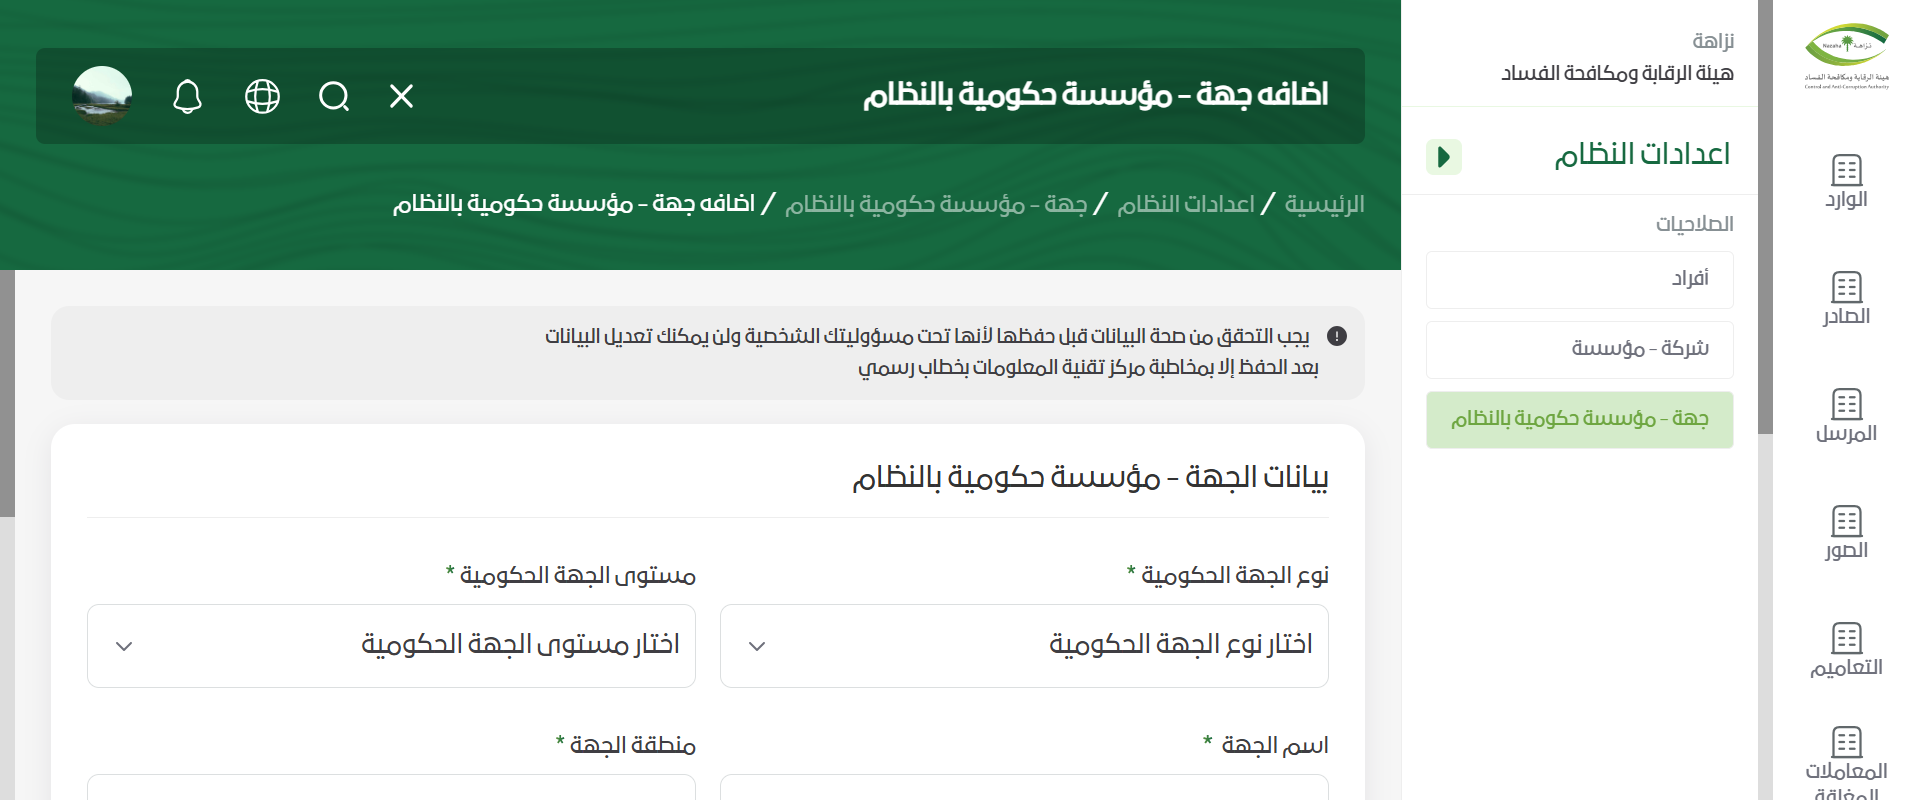 نزاهة
Nazaha
هيئة الرقابة ومكافحة الفساد
Control and Anti-Corruption Authority
الوارد
الصادر
المرسل
الصور
التعاميم
المعاملات
المغلقة
نزاهة
هيئة الرقابة ومكافحة الفساد
اعدادات النظام
الصلاحيات
أفراد
شركة - مؤسسة
جهة - مؤسسة حكومية بالنظام
اضافه جهة - مؤسسة حكومية بالنظام
الرئيسية / اعدادات النظام / جهة - مؤسسة حكومية بالنظام / اضافه جهة - مؤسسة حكومية بالنظام
يجب التحقق من صحة البيانات قبل حفظها لأنها تحت مسؤوليتك الشخصية ولن يمكنك تعديل البيانات
بعد الحفظ إلا بمخاطبة مركز تقنية المعلومات بخطاب رسمي
بيانات الجهة - مؤسسة حكومية بالنظام
نوع الجهة الحكومية *
اختار نوع الجهة الحكومية
مستوى الجهة الحكومية *
اختار مستوى الجهة الحكومية
اسم الجهة *
منطقة الجهة *